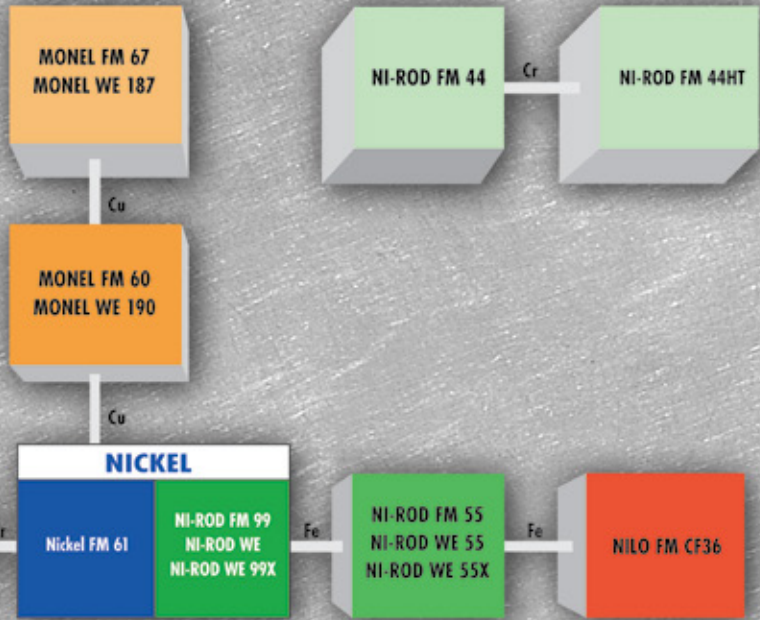 MONEL FM 67
MONEL WE 187
NI-ROD FM 44
Cr
NI-ROD FM 44HT
Cu
MONEL FM 60
MONEL WE 190
Cu
NICKEL
Nickel FM 61
NI-ROD FM 99
NI-ROD WE
NI-ROD WE 99X
Fe
NI-ROD FM 55
NI-ROD WE 55
NI-ROD WE 55X
Fe
NILO FM CF36